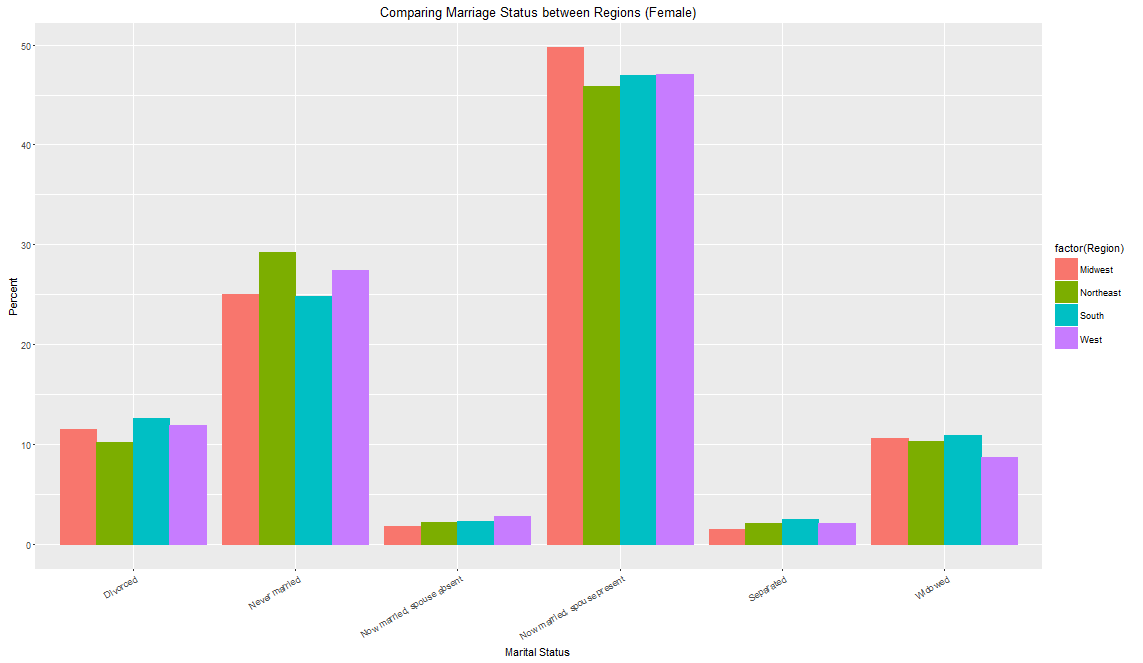 Comparing Marriage Status between Regions (Female)
Percent
50
40
30
20
10
0
Divorced
Never married
Now married, spouse absent
Now married, spouse present
Separated
Widowed
Marital Status
factor(Region)
Midwest
Northeast
South
West